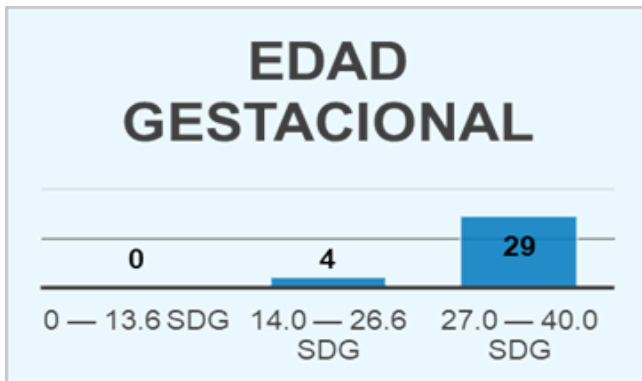 EDAD
GESTACIONAL
0 4 29
0 — 13.6 SDG 14.0 — 26.6 27.0 — 40.0
SDG SDG